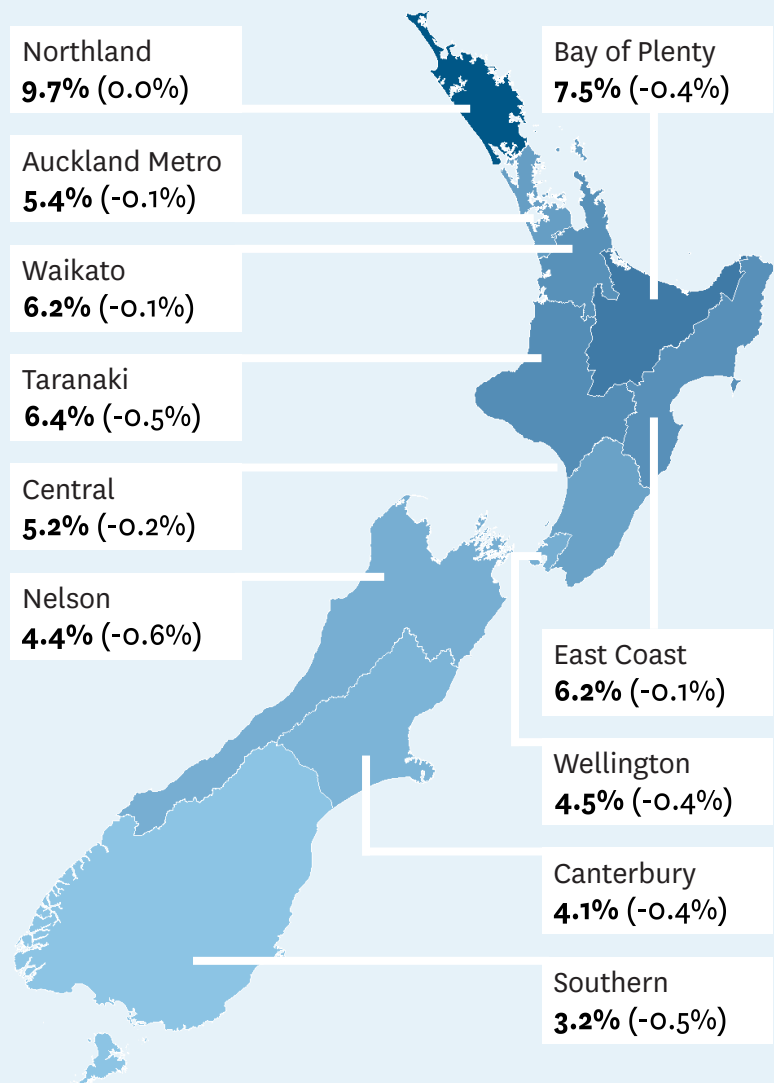 Northland
9.7% (0.0%)
Bay of Plenty
7.5% (-0.4%)
Auckland Metro
5.4% (-0.1%)
Waikato
6.2% (-0.1%)
Taranaki
6.4% (-0.5%)
Central
5.2% (-0.2%)
Nelson
4.4% (-0.6%)
East Coast
6.2% (-0.1%)
Wellington
4.5% (-0.4%)
Canterbury
4.1% (-0.4%)
Southern
3.2% (-0.5%)